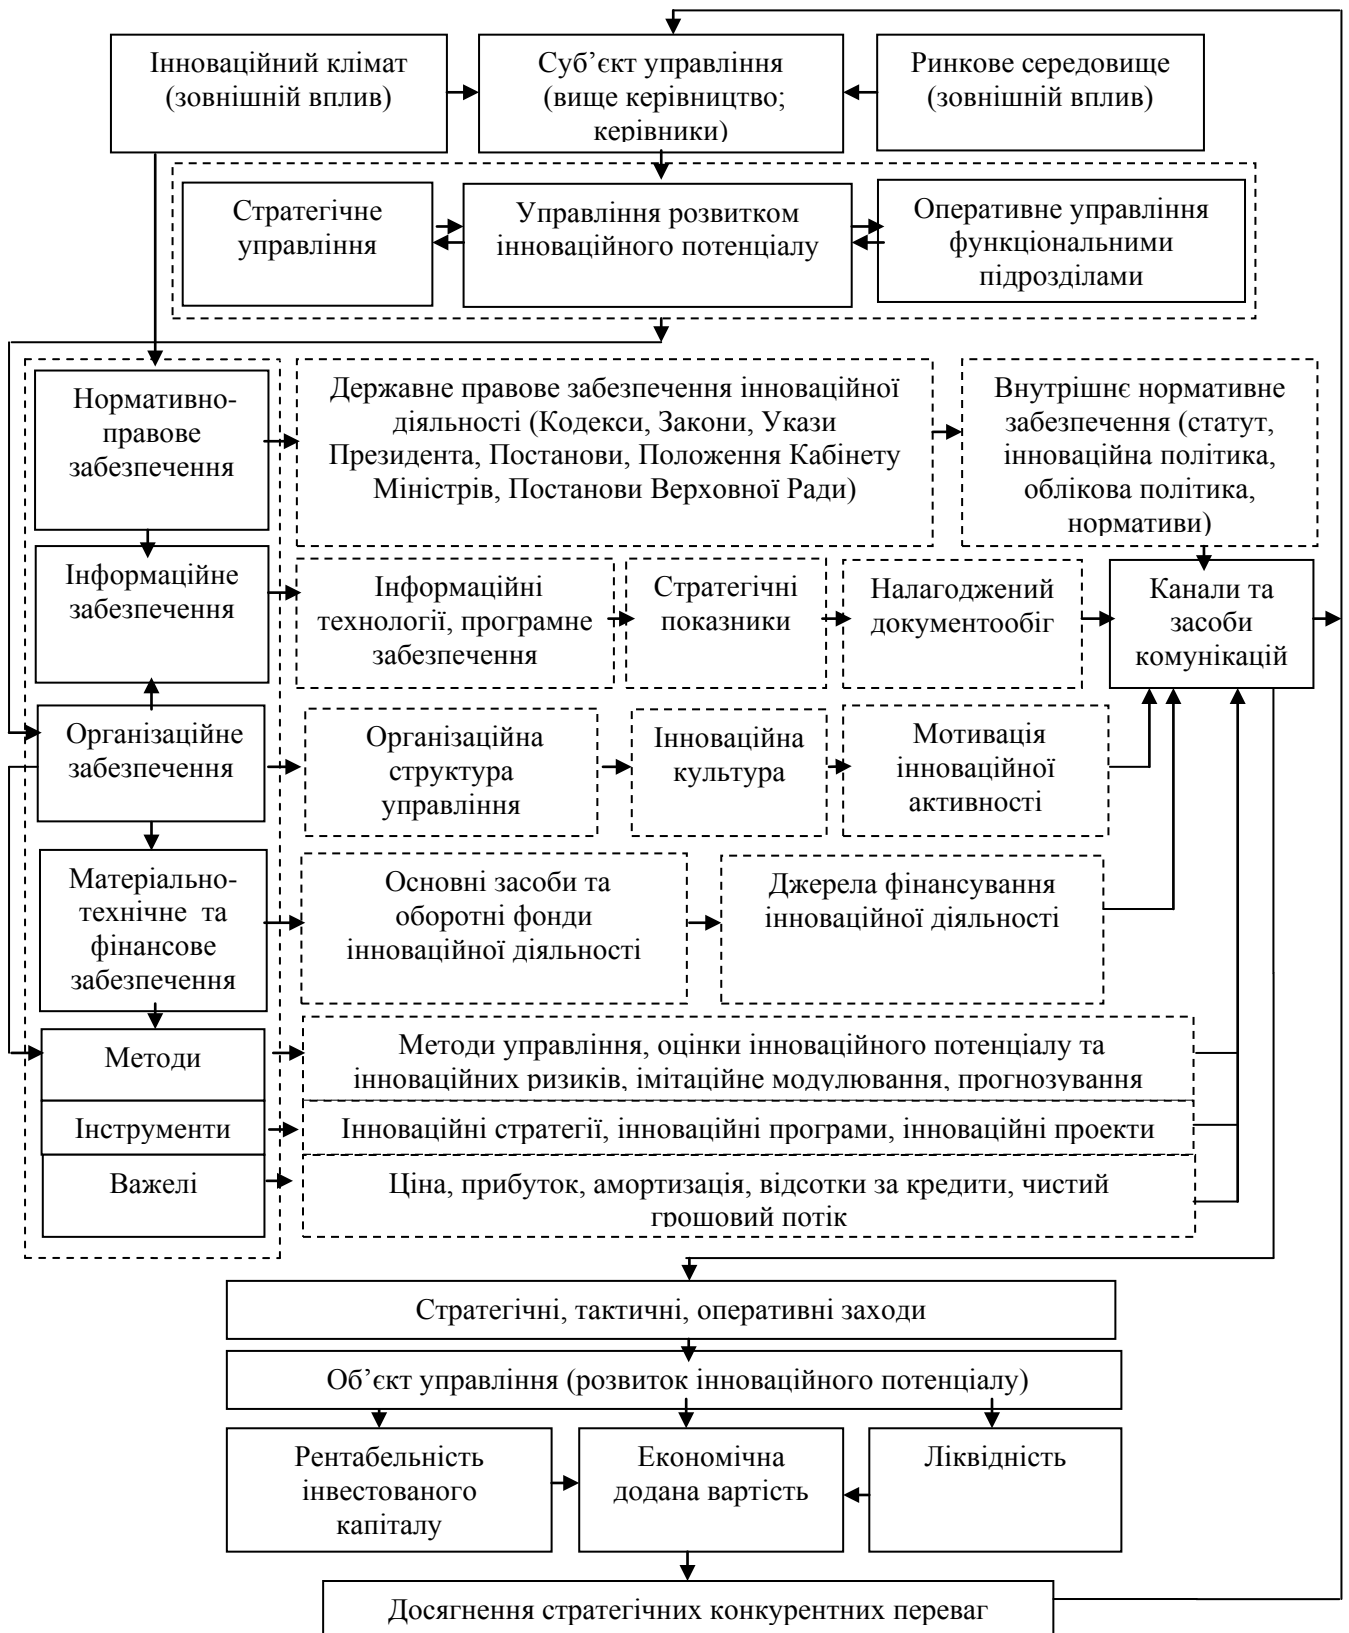 Інноваційний клімат
(зовнішній вплив)
Суб’єкт управління
(вище керівництво;
керівники)
Ринкове середовище
(зовнішній вплив)
Стратегічне
управління
Управління розвитком
інноваційного потенціалу
Оперативне управління
функціональними
підрозділами
Нормативно-
правове
забезпечення
Державне правове забезпечення інноваційної
діяльності (Кодекси, Закони, Укази
Президента, Постанови, Положення Кабінету
Міністрів, Постанови Верховної Ради)
Внутрішнє нормативне
забезпечення (статут,
інноваційна політика,
облікова політика,
нормативи)
Інформаційне
забезпечення
Інформаційні
технології, програмне
забезпечення
Стратегічні
показники
Налагоджений
документообіг
Канали та
засоби
комунікацій
Організаційне
забезпечення
Організаційна
структура
управління
Інноваційна
культура
Мотивація
інноваційної
активності
Матеріально-
технічне та
фінансове
забезпечення
Основні засоби та
оборотні фонди
інноваційної діяльності
Джерела фінансування
інноваційної діяльності
Методи
Методи управління, оцінки інноваційного потенціалу та
інноваційних ризиків, імітаційне модулювання, прогнозування
Інструменти
Інноваційні стратегії, інноваційні програми, інноваційні проекти
Важелі
Ціна, прибуток, амортизація, відсотки за кредити, чистий
грошовий потік
Стратегічні, тактичні, оперативні заходи
Об’єкт управління (розвиток інноваційного потенціалу)
Рентабельність
інвестованого
капіталу
Економічна
додана вартість
Ліквідність
Досягнення стратегічних конкурентних переваг